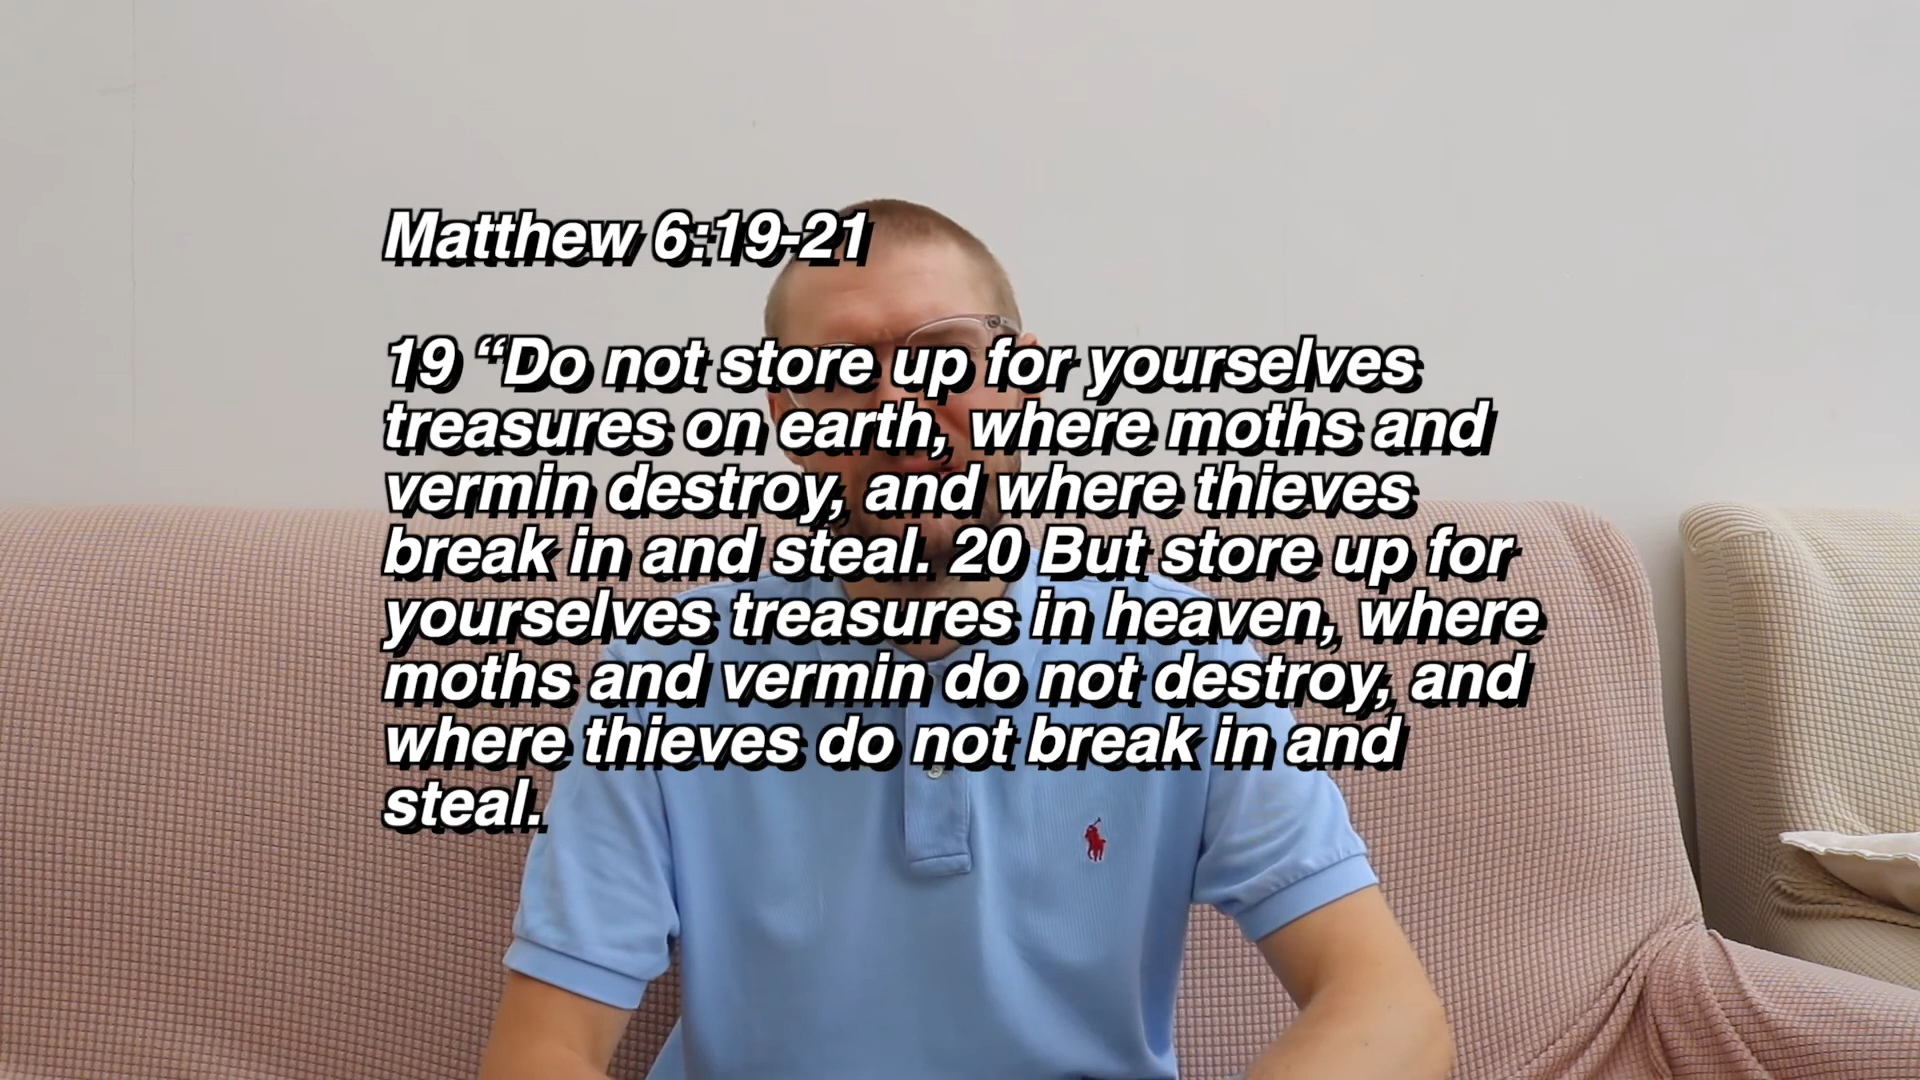 Matthew 6:19-21
19 “Do not store up for yourselves
treasures on earth, where moths and
vermin destroy, and where thieves
break in and steal. 20 But store up for
yourselves treasures in heaven, where
moths and vermin do not destroy, and
where thieves do not break in and
steal.